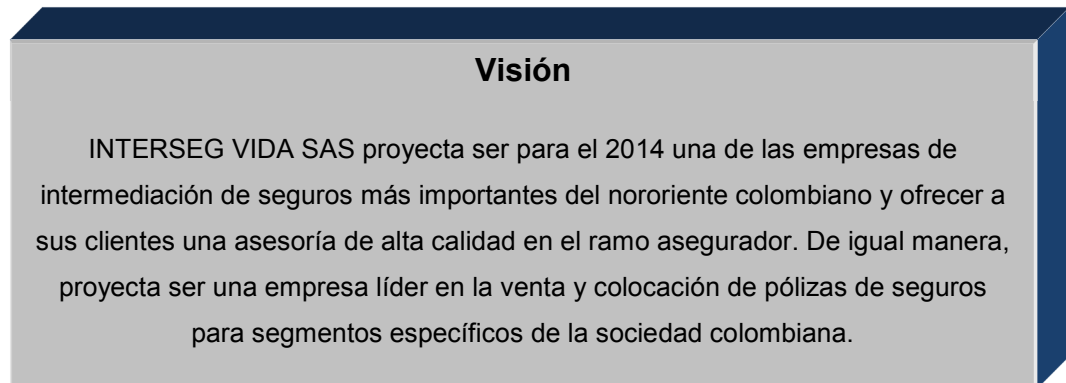 Visión
INTERSEG VIDA SAS proyecta ser para el 2014 una de las empresas de
intermediación de seguros más importantes del nororiente colombiano y ofrecer a
sus clientes una asesoría de alta calidad en el ramo asegurador. De igual manera,
proyecta ser una empresa líder en la venta y colocación de pólizas de seguros
para segmentos específicos de la sociedad colombiana.